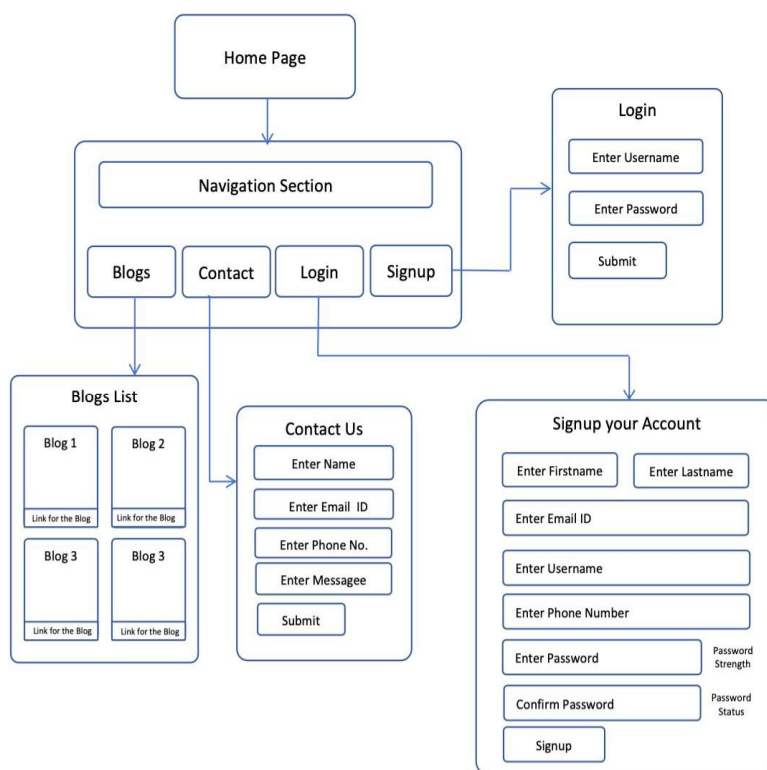 Home Page
Navigation Section
Blogs
Contact
Login
Signup
Login
Enter Username
Enter Password
Submit
Blogs List
Blog 1
Link for the Blog
Blog 2
Link for the Blog
Blog 3
Link for the Blog
Blog 3
Link for the Blog
Contact Us
Enter Name
Enter Email ID
Enter Phone No.
Enter Messagee
Submit
Signup your Account
Enter Firstname
Enter Lastname
Enter Email ID
Enter Username
Enter Phone Number
Enter Password
Password
Strength
Confirm Password
Password
Status
Signup